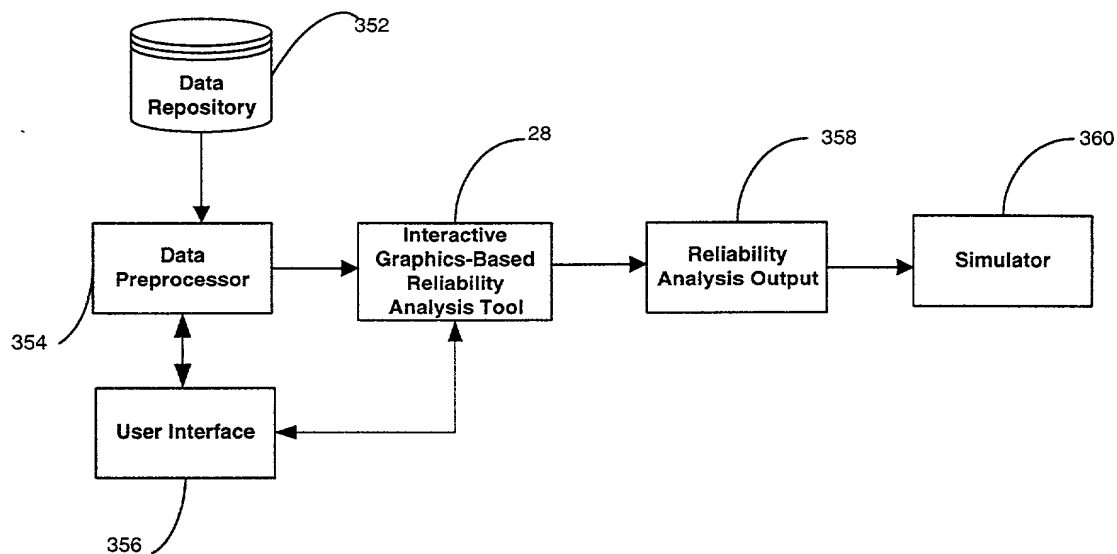 352
Data
Repository
28
358
360
Data
Preprocessor
Interactive
Graphics-Based
Reliability
Analysis Tool
Reliability
Analysis Output
Simulator
354
User Interface
356